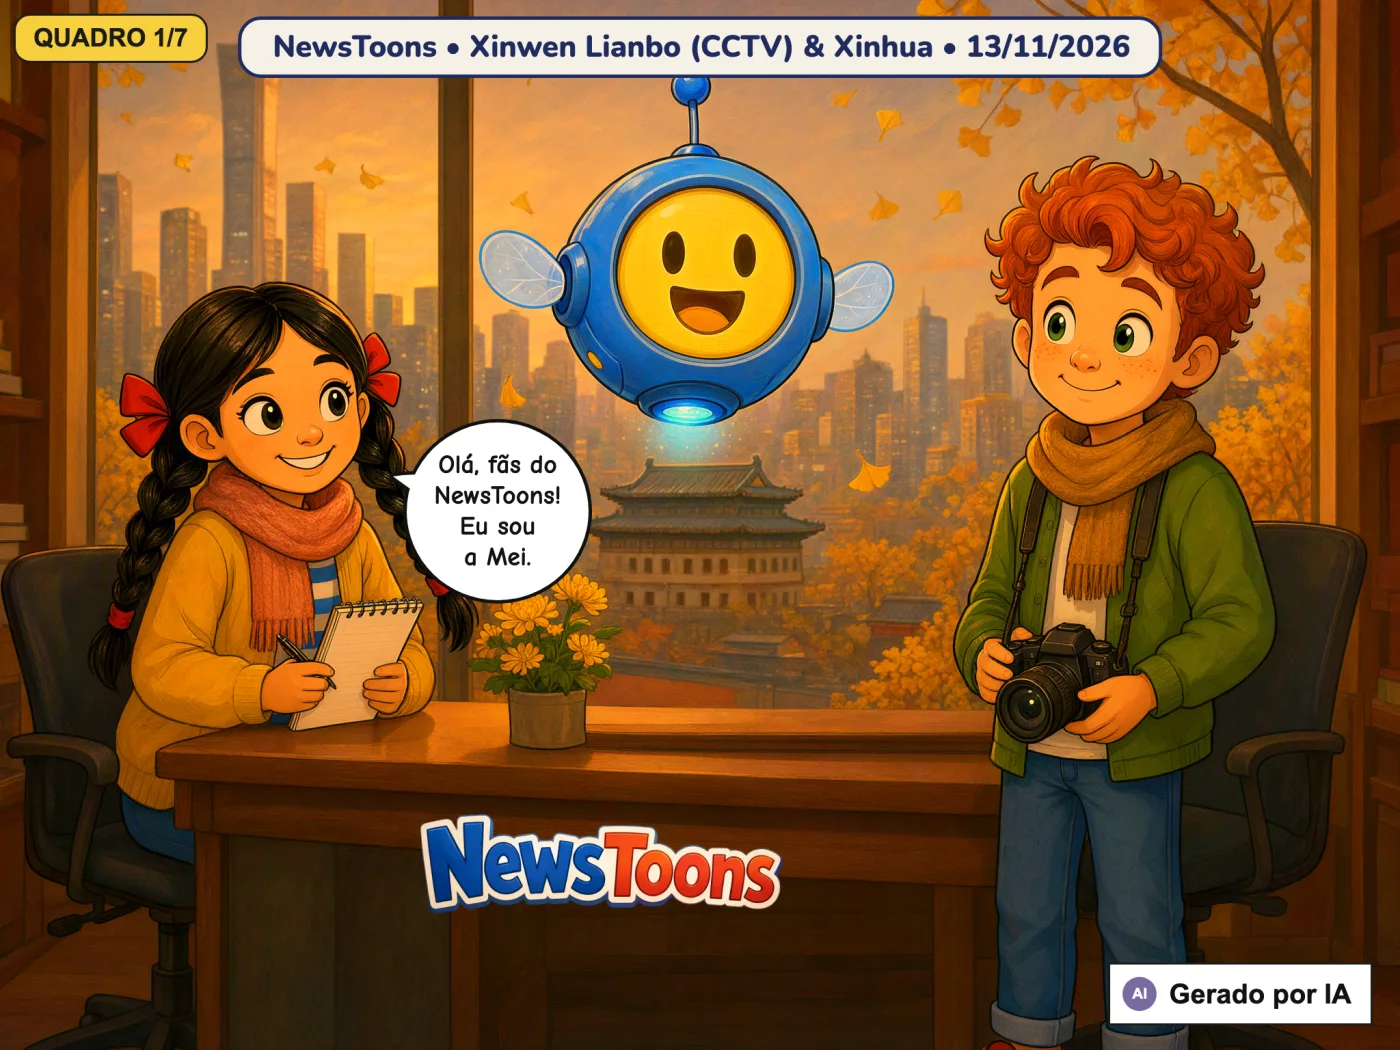 QUADRO 1/7
NewsToons • Xinwen Lianbo (CCTV) & Xinhua • 13/11/2026
Olá, fãs do
NewsToons!
Eu sou
a Mei.
NewsToons
AI Gerado por IA